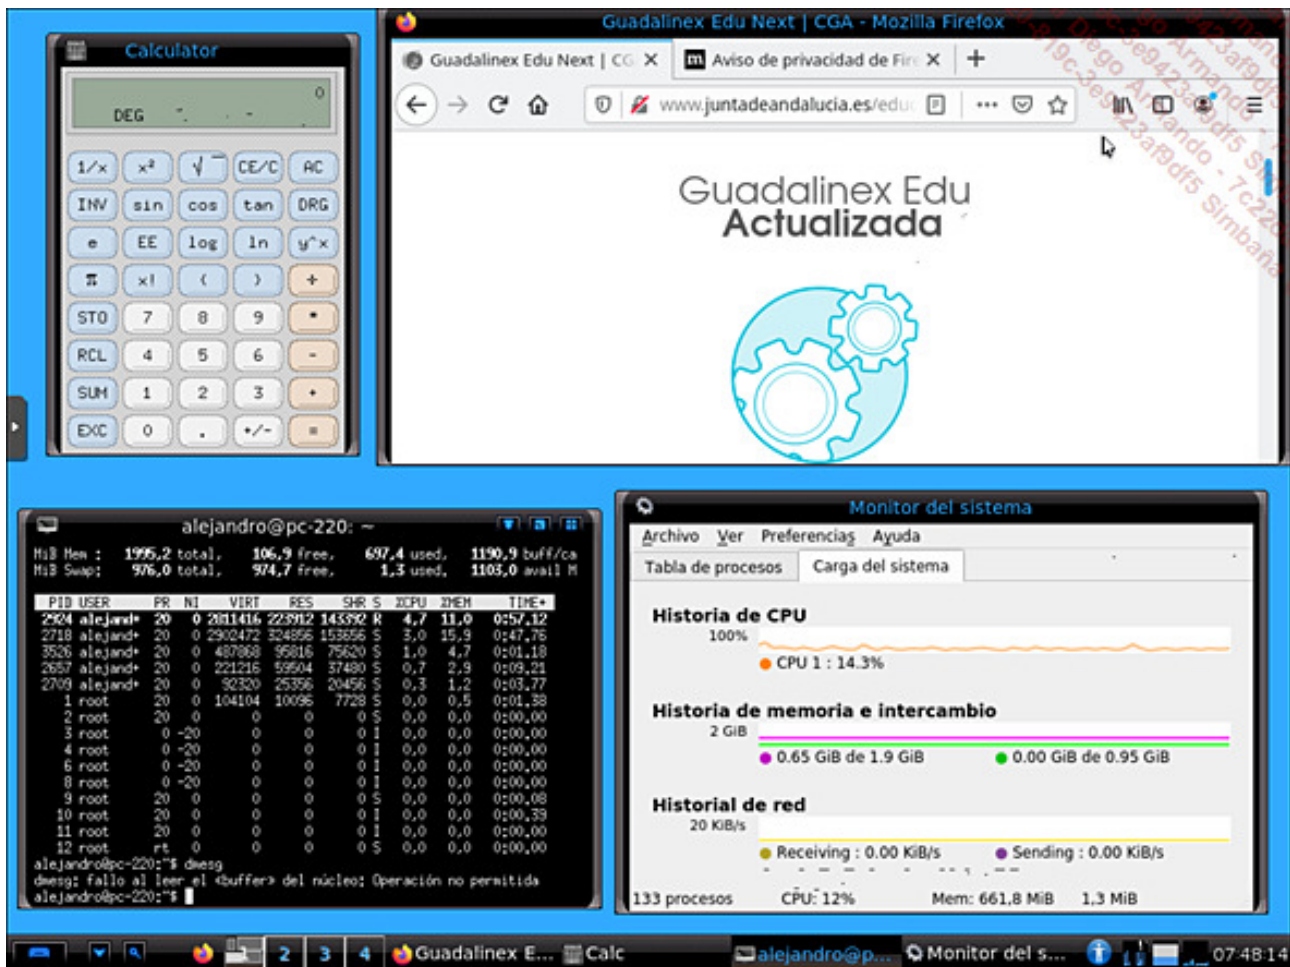 Calculator
0
DEG
1/x x² √ CE/C AC
INV sin cos tan DRG
e EE log ln y^x
π x! ( ) ÷
STO 7 8 9 *
RCL 4 5 6 -
SUM 1 2 3 +
EXC 0 . +/- =
Guadalinex Edu Next | CGA - Mozilla Firefox
Guadalinex Edu Next | CG
Aviso de privacidad de Fire
www.juntadeandalucia.es/educ
Guadalinex Edu
Actualizada
alejandro@pc-220: ~
MiB Mem : 1995,2 total, 106,9 free, 697,4 used, 1190,9 buff/ca
MiB Swap: 976,0 total, 974,7 free, 1,3 used, 1103,0 avail M
PID USER PR NI VIRT RES SHR S %CPU %MEM TIME+
2924 alejand+ 20 0 2811416 223912 143392 R 4,7 11,0 0:57.12
2718 alejand+ 20 0 2902472 324856 153656 S 3,0 15,9 0:47.76
3526 alejand+ 20 0 487868 95816 75620 S 1,0 4,7 0:01.18
2657 alejand+ 20 0 221216 59504 37480 S 0,7 2,9 0:09.21
2709 alejand+ 20 0 92320 25356 20456 S 0,3 1,2 0:03.77
1 root 20 0 104104 10096 7728 S 0,0 0,5 0:01.38
2 root 20 0 0 0 0 S 0,0 0,0 0:00.00
3 root 0 -20 0 0 0 I 0,0 0,0 0:00.00
4 root 0 -20 0 0 0 I 0,0 0,0 0:00.00
6 root 0 -20 0 0 0 I 0,0 0,0 0:00.00
8 root 0 -20 0 0 0 I 0,0 0,0 0:00.00
9 root 20 0 0 0 0 S 0,0 0,0 0:00.08
10 root 20 0 0 0 0 I 0,0 0,0 0:00.39
11 root 20 0 0 0 0 I 0,0 0,0 0:00.00
12 root rt 0 0 0 0 S 0,0 0,0 0:00.00
alejandro@pc-220:~$ dmesg
dmesg: fallo al leer el «buffer» del núcleo: Operación no permitida
alejandro@pc-220:~$
Monitor del sistema
Archivo Ver Preferencias Ayuda
Tabla de procesos Carga del sistema
Historia de CPU
100%
CPU 1 : 14.3%
Historia de memoria e intercambio
2 GiB
0.65 GiB de 1.9 GiB 0.00 GiB de 0.95 GiB
Historial de red
20 KiB/s
Receiving : 0.00 KiB/s Sending : 0.00 KiB/s
133 procesos CPU: 12% Mem: 661,8 MiB 1,3 MiB
1 2 3 4 Guadalinex E... Calc alejandro@p... Monitor del s... 07:48:14